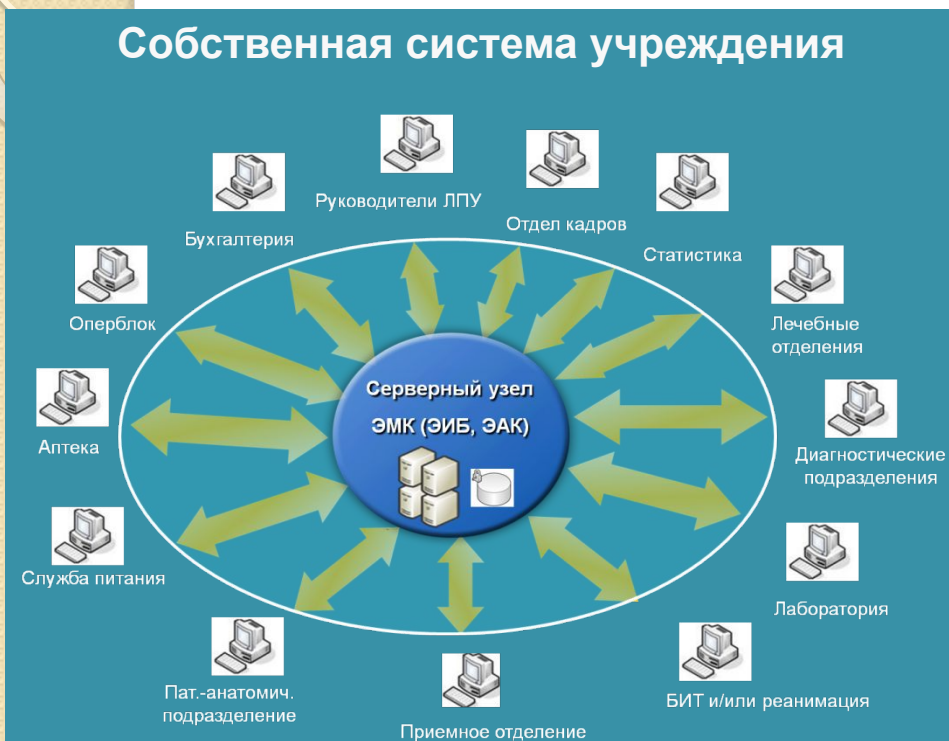 Собственная система учреждения
Руководители ЛПУ
Отдел кадров
Бухгалтерия
Статистика
Оперблок
Лечебные
отделения
Серверный узел
ЭМК (ЭИБ, ЭАК)
Аптека
Диагностические
подразделения
Служба питания
Лаборатория
Пат.-анатомич.
подразделение
БИТ и/или реанимация
Приемное отделение